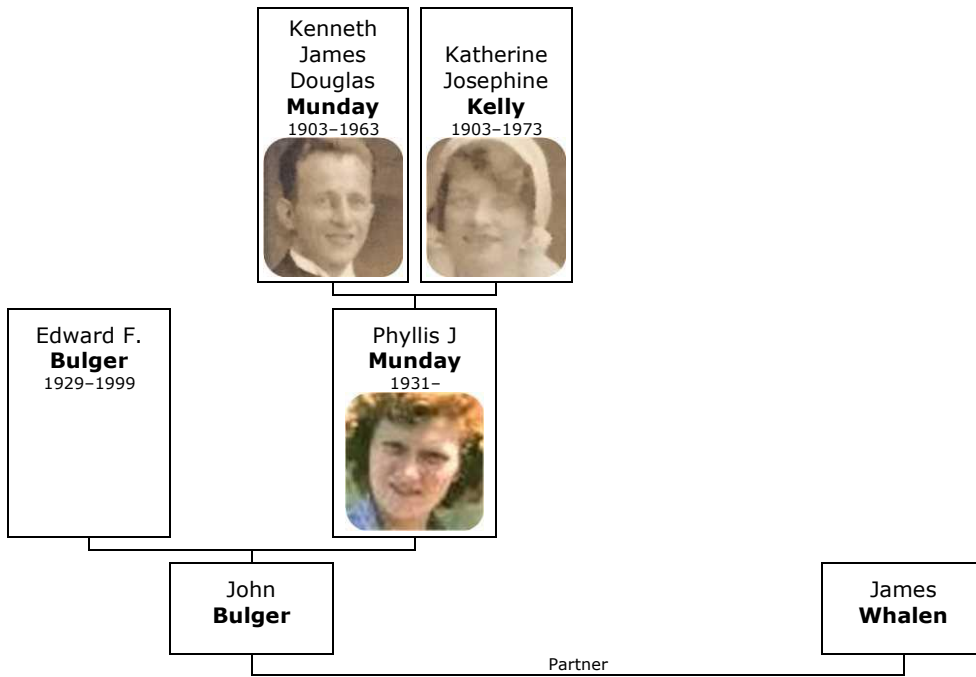 Kenneth
James
Douglas
Munday
1903–1963
Katherine
Josephine
Kelly
1903–1973
Edward F.
Bulger
1929–1999
Phyllis J
Munday
1931–
John
Bulger
James
Whalen
Partner